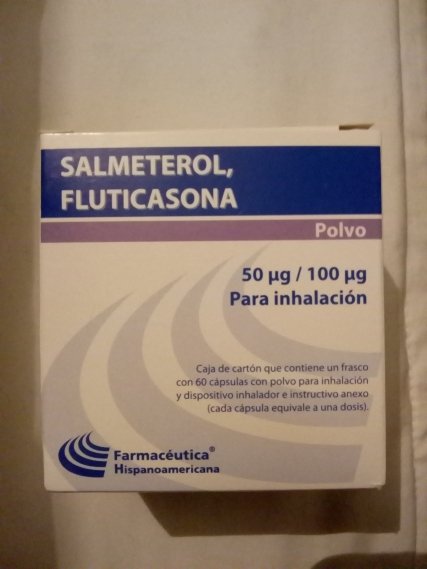 SALMETEROL,
FLUTICASONA
Polvo
50 µg / 100 µg
Para inhalación
Caja de cartón que contiene un frasco
con 60 cápsulas con polvo para inhalación
y dispositivo inhalador e instructivo anexo
(cada cápsula equivale a una dosis).
Farmacéutica®
Hispanoamericana